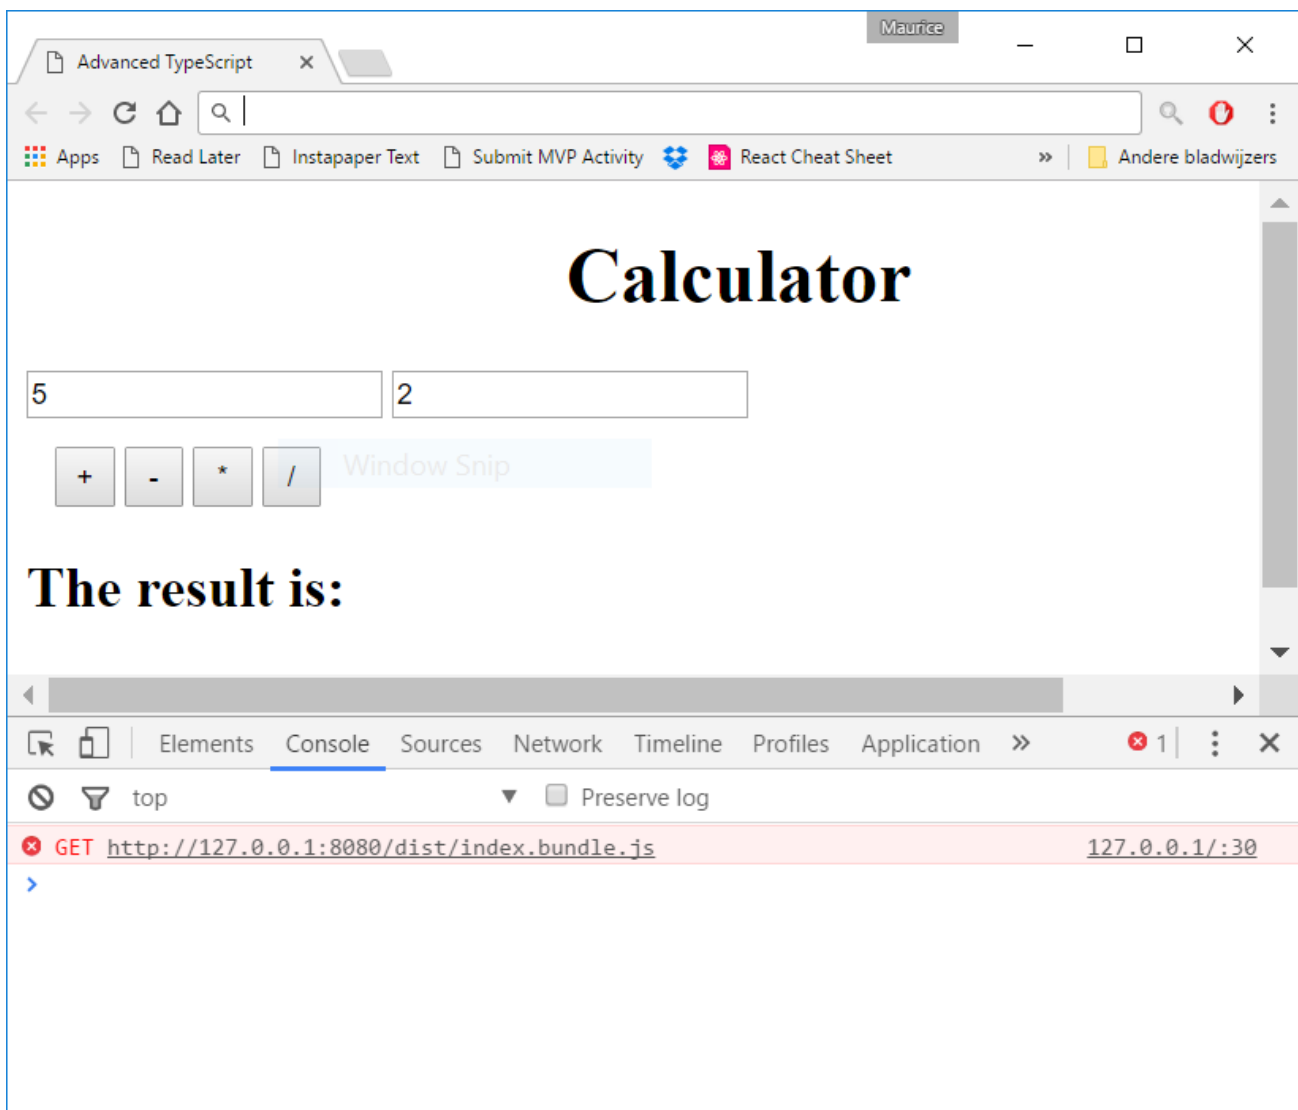 Maurice
Advanced TypeScript
Apps Read Later Instapaper Text Submit MVP Activity React Cheat Sheet » Andere bladwijzers
Calculator
5 2
+ - * / Window Snip
The result is:
Elements Console Sources Network Timeline Profiles Application » 1
top Preserve log
GET http://127.0.0.1:8080/dist/index.bundle.js 127.0.0.1/:30